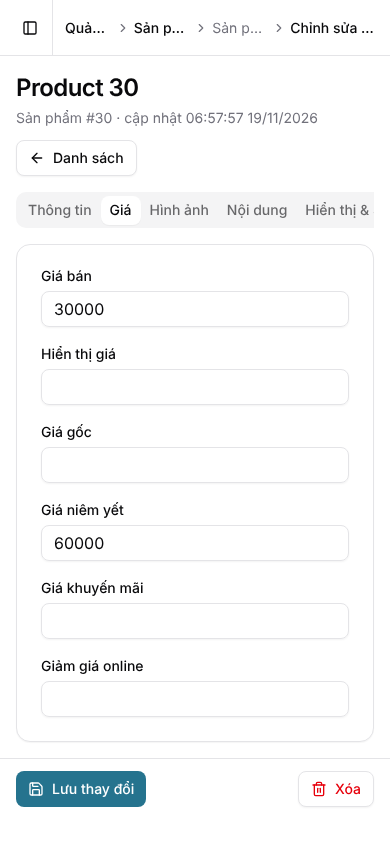 Quả... > Sản p... > Sản p... > Chỉnh sửa ...
Product 30
Sản phẩm #30 · cập nhật 06:57:57 19/11/2026
← Danh sách
Thông tin Giá Hình ảnh Nội dung Hiển thị &
Giá bán
30000
Hiển thị giá
Giá gốc
Giá niêm yết
60000
Giá khuyến mãi
Giảm giá online
Lưu thay đổi Xóa